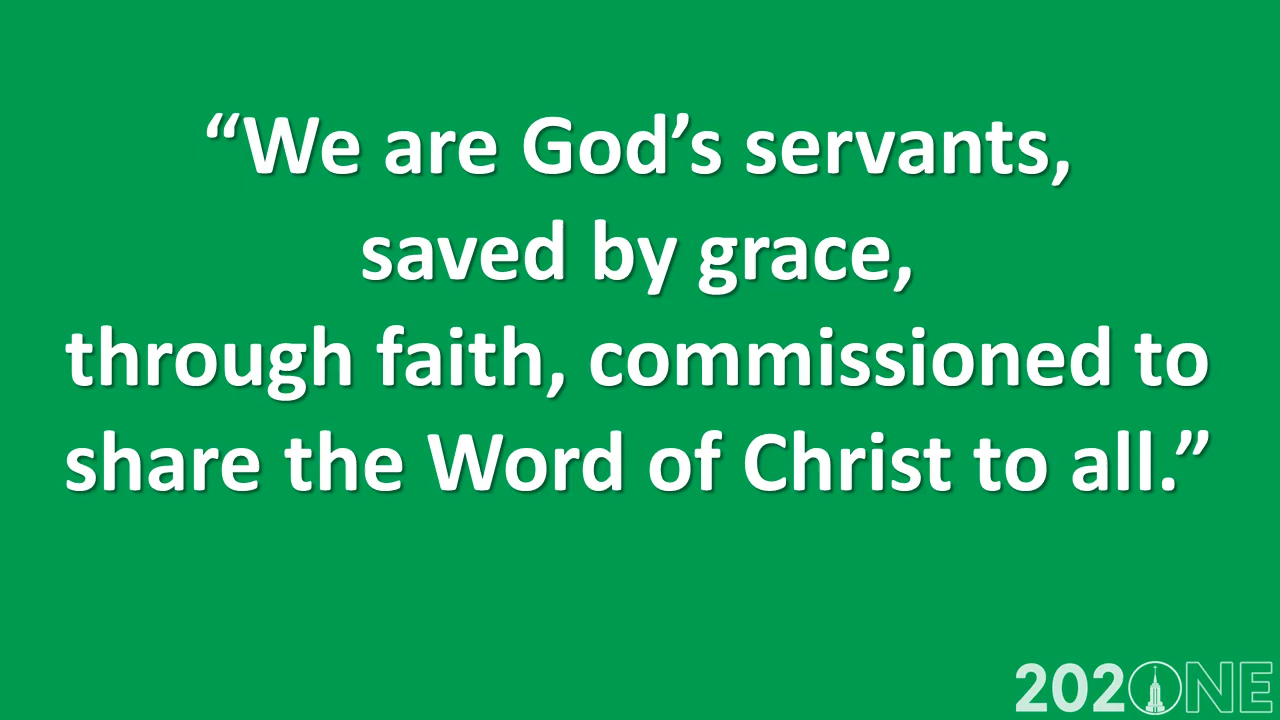 “We are God’s servants,
saved by grace,
through faith, commissioned to
share the Word of Christ to all.”
202ONE